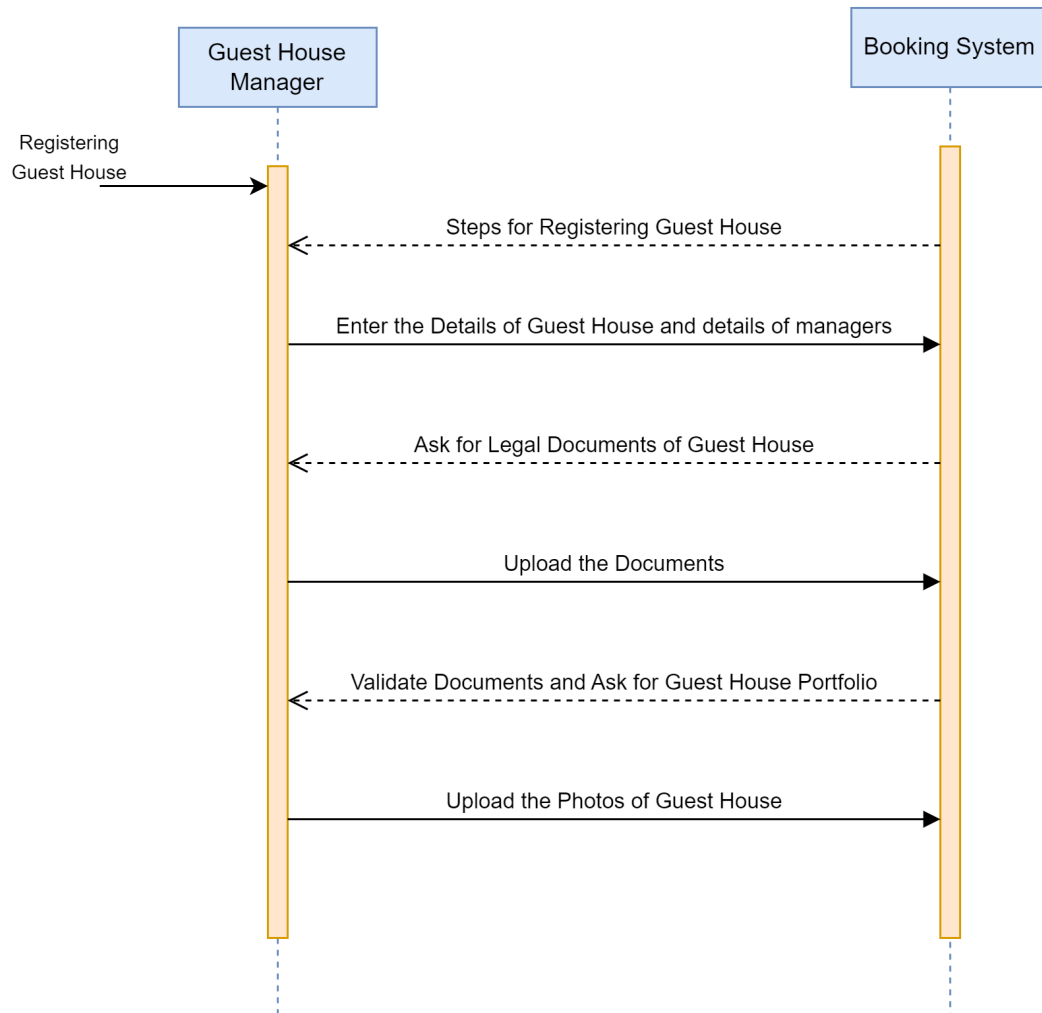 Guest House
Manager
Booking System
Registering
Guest House
Steps for Registering Guest House
Enter the Details of Guest House and details of managers
Ask for Legal Documents of Guest House
Upload the Documents
Validate Documents and Ask for Guest House Portfolio
Upload the Photos of Guest House